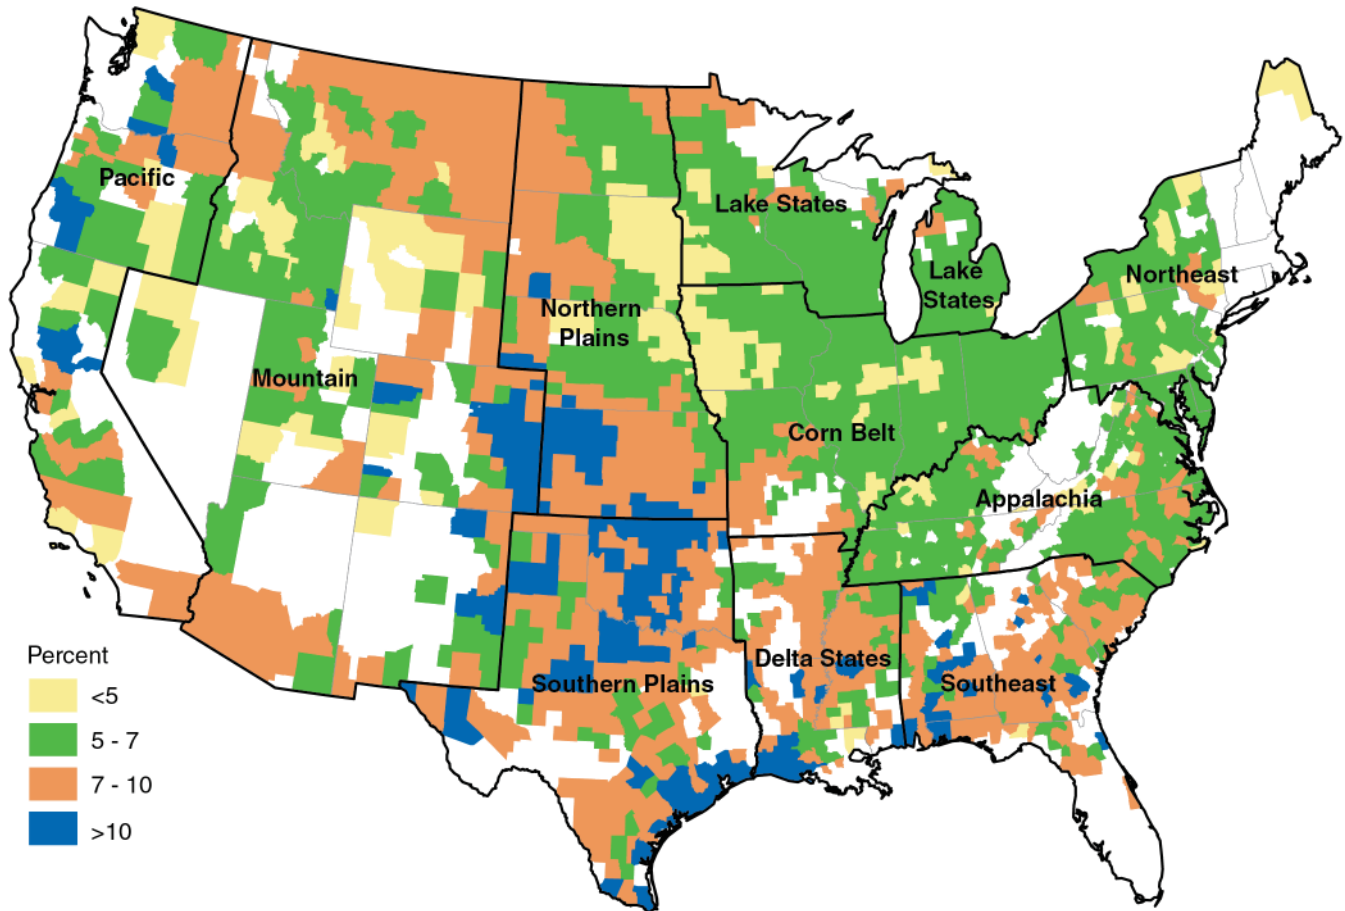 Pacific
Lake States
Lake
States
Northeast
Northern
Plains
Mountain
Corn Belt
Appalachia
Delta States
Southeast
Southern Plains
Percent
<5
5 - 7
7 - 10
>10